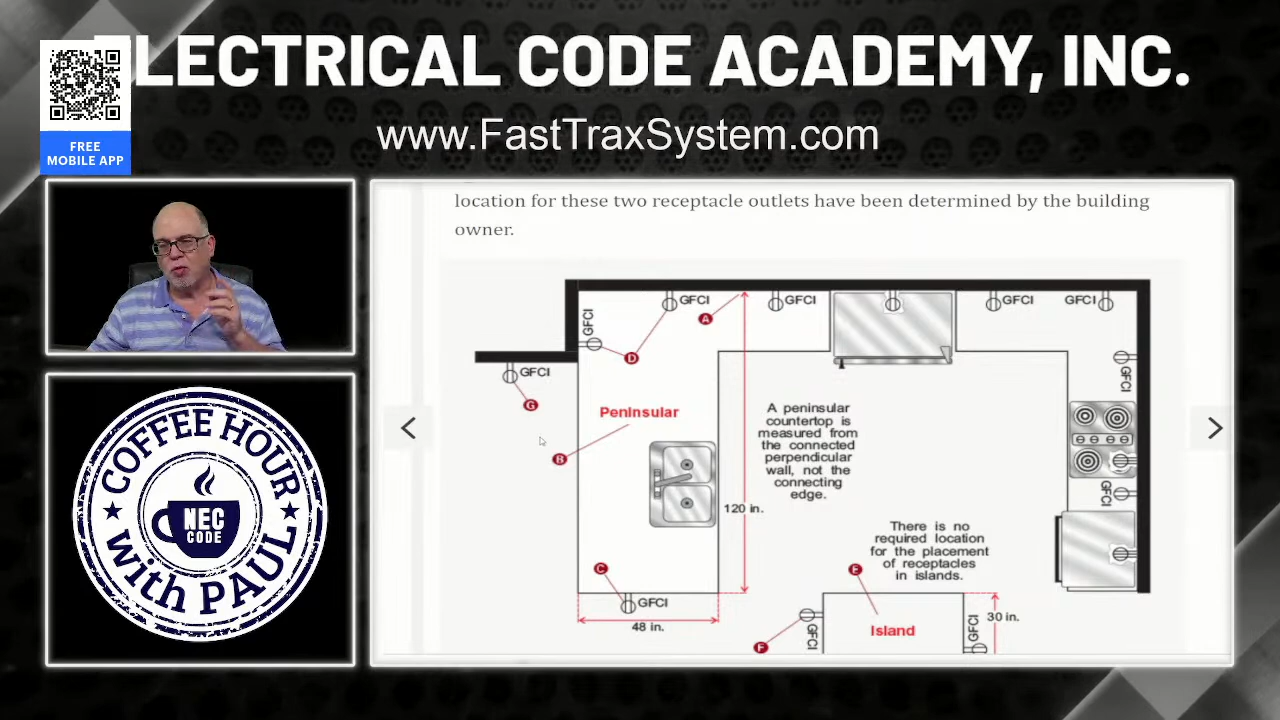 ELECTRICAL CODE ACADEMY, INC.
www.FastTraxSystem.com
FREE
MOBILE APP
location for these two receptacle outlets have been determined by the building
owner.
GFCI
GFCI
GFCI
GFCI
GFCI
A
D
GFCI
GFCI
G
Peninsular
B
A peninsular
countertop is
measured from
the connected
perpendicular
wall, not the
connecting
edge.
120 in.
GFCI
There is no
required location
for the placement
of receptacles
in islands.
C
E
GFCI
48 in.
GFCI
Island
GFCI
30 in.
F
COFFEE HOUR
NEC
CODE
with PAUL